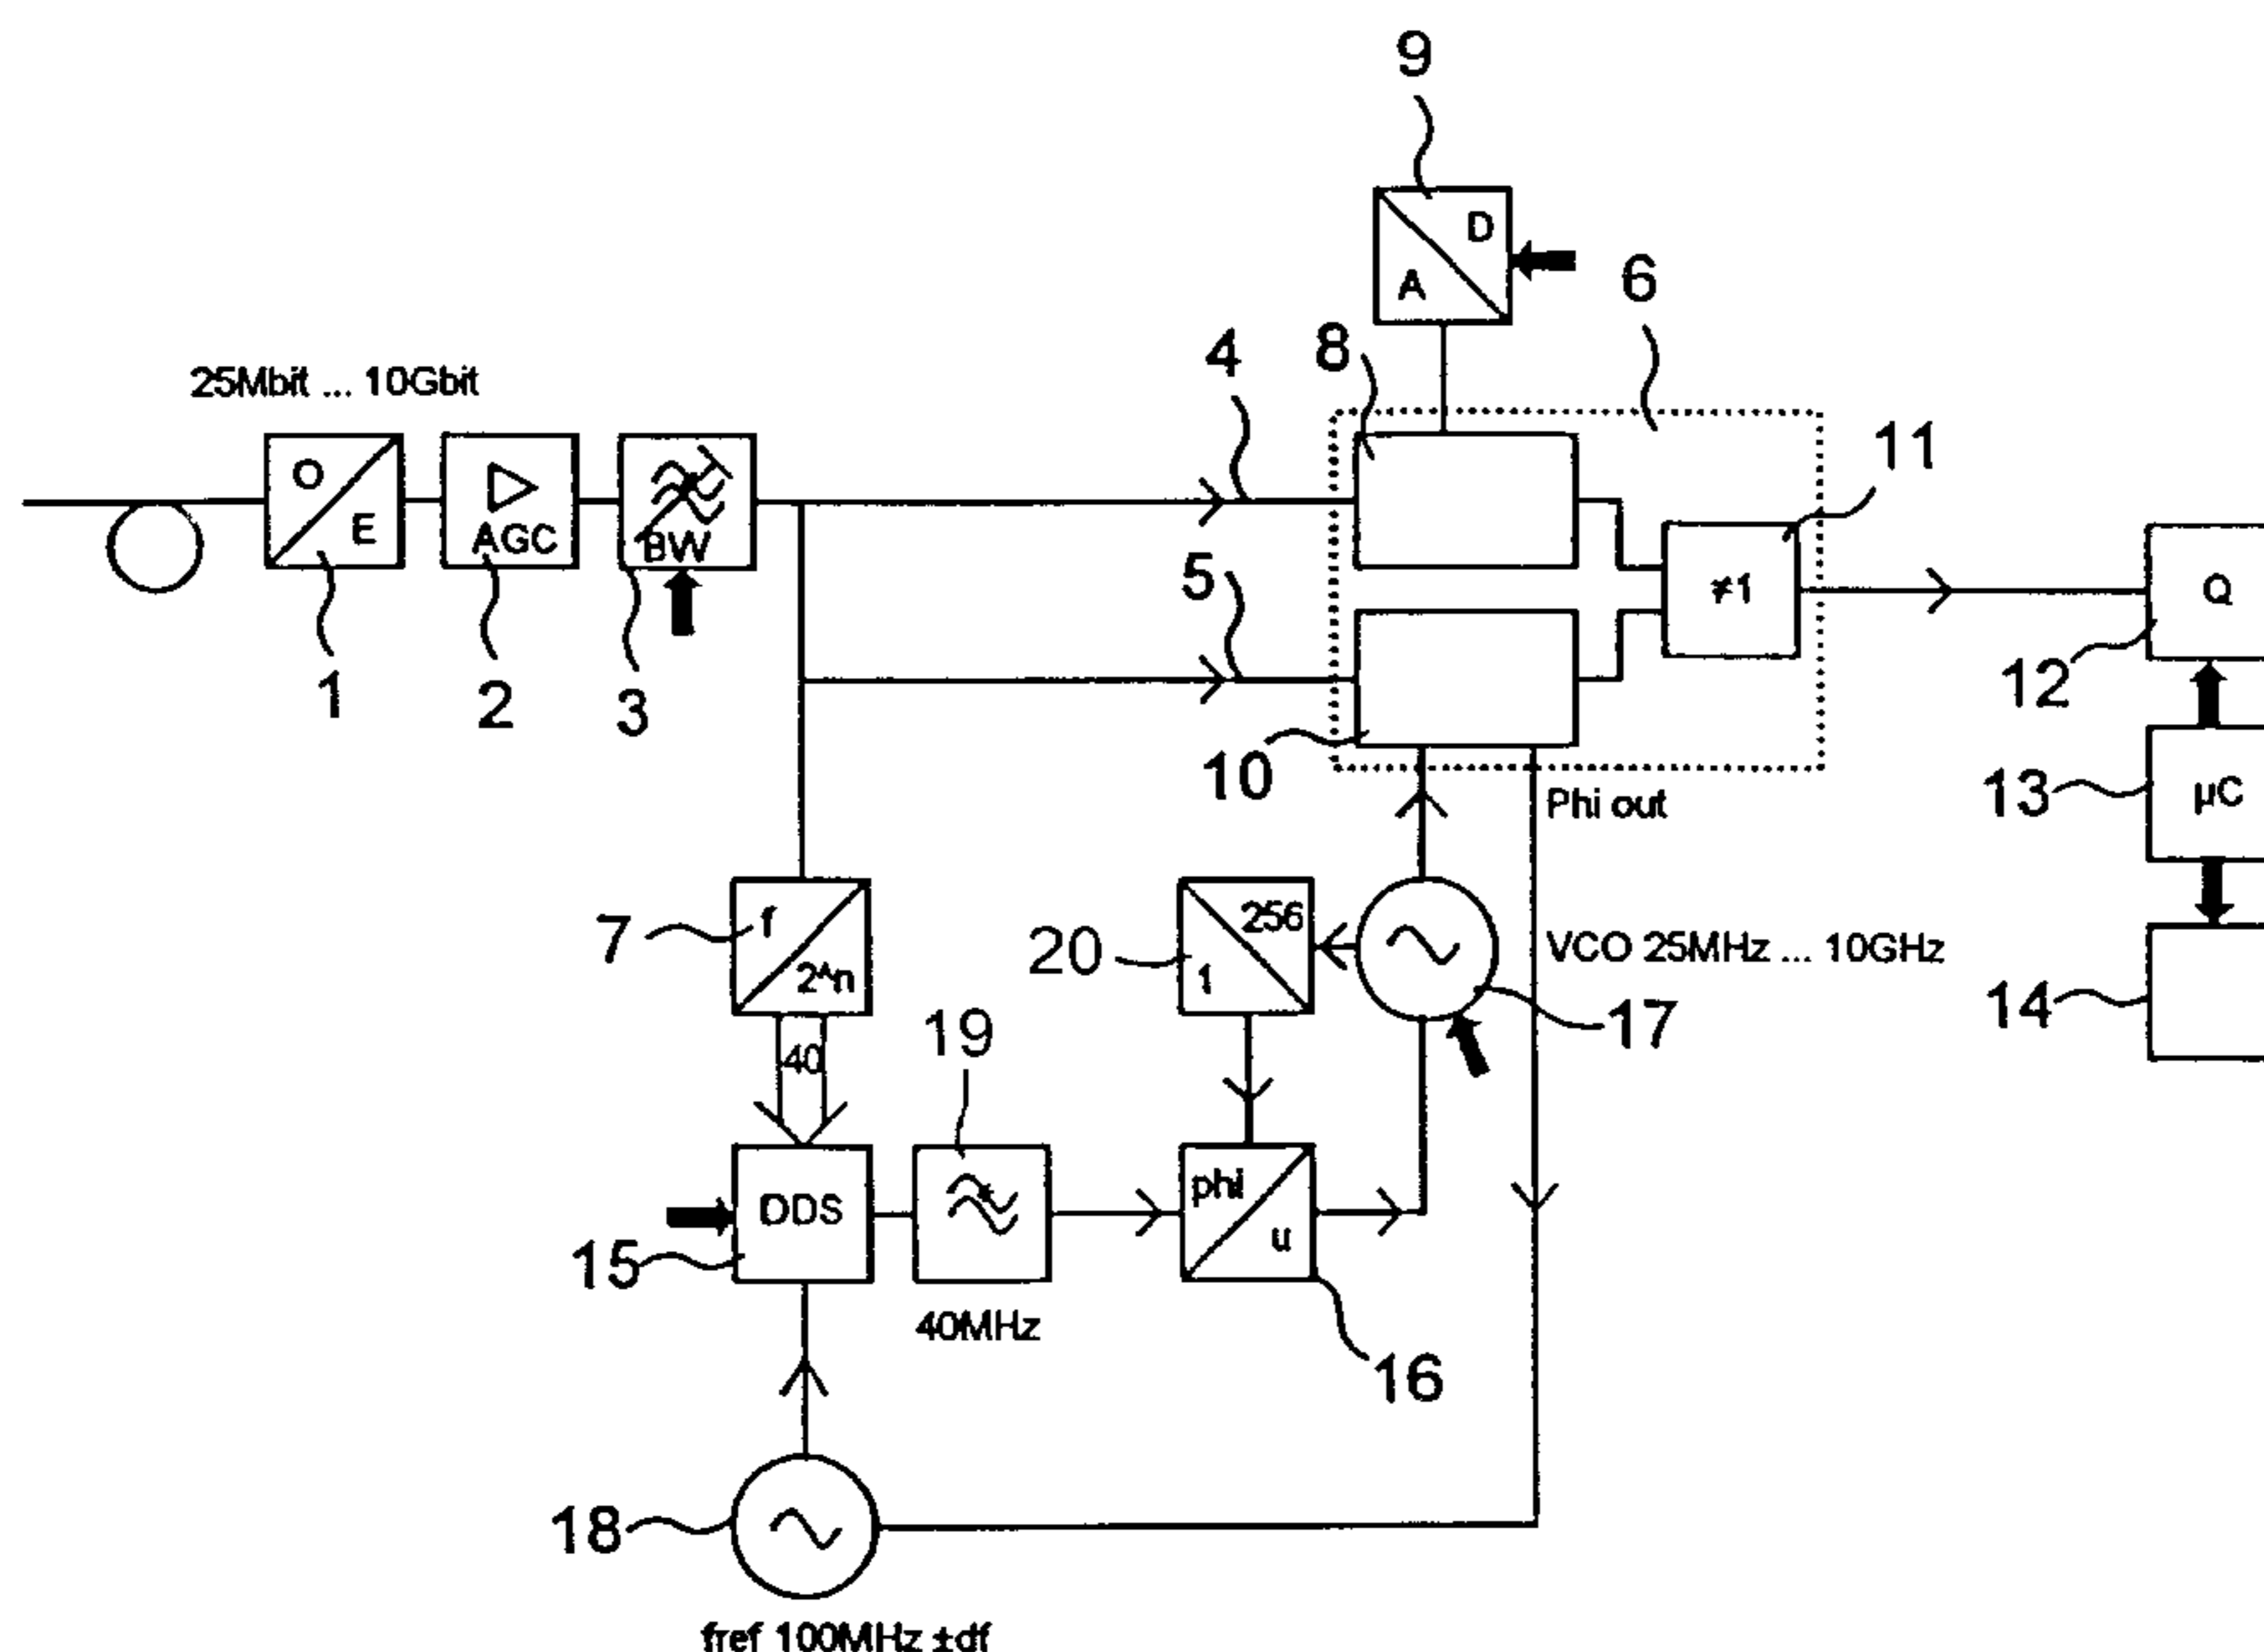 9
D
A
6
8
4
25Mbit ... 10Gbit
11
O
E
AGC
BW
≠1
Q
5
1
2
3
12
10
Phi out
µC
13
7
f
2^n
256
1
20
VCO 25MHz ... 10GHz
14
17
40
19
ODS
phi
u
15
40MHz
16
18
fref 100MHz ±df